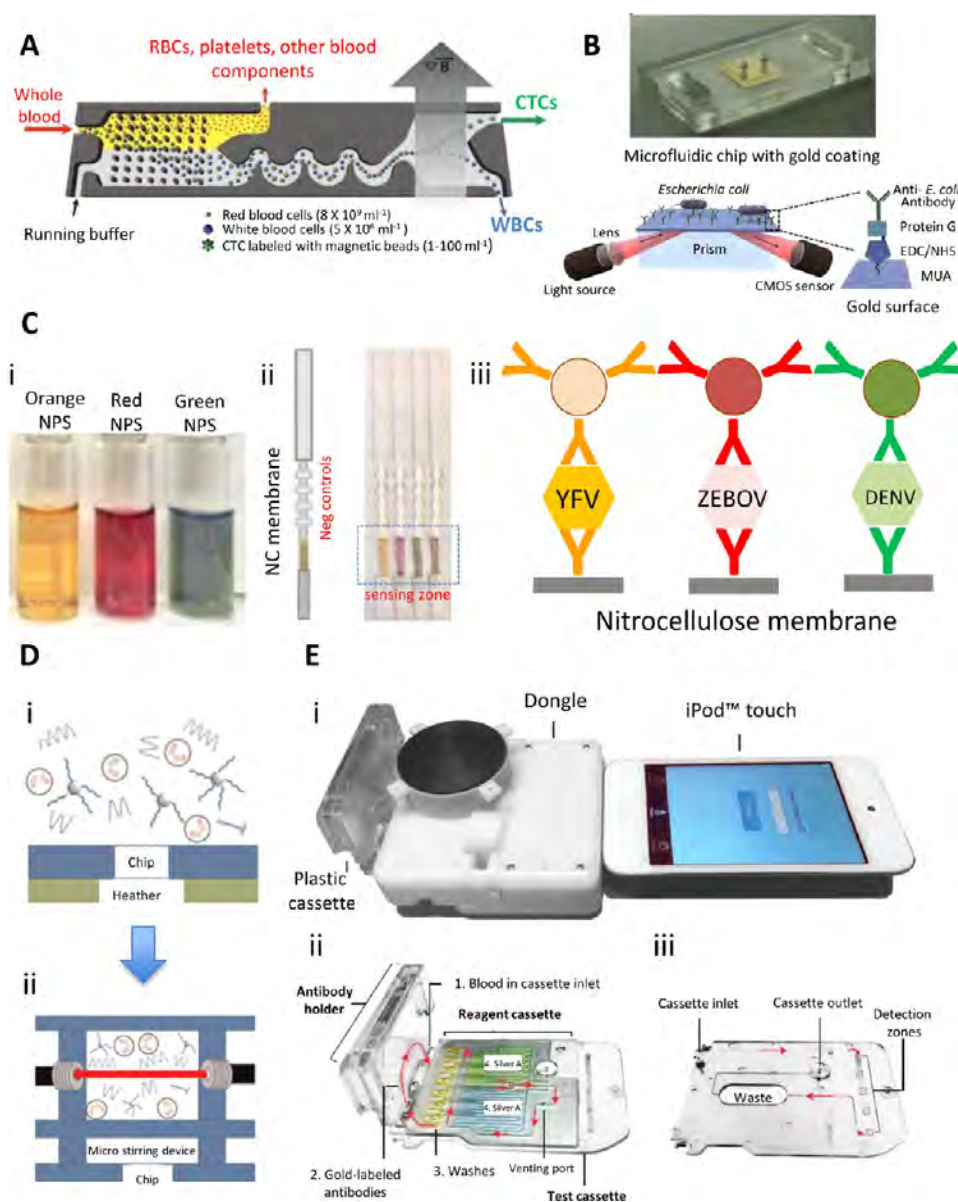 A
RBCs, platelets, other blood
components
Whole
blood
CTCs
WBCs
Running buffer
Red blood cells (8 X 10⁹ ml⁻¹)
White blood cells (5 X 10⁶ ml⁻¹)
CTC labeled with magnetic beads (1-100 ml⁻¹)
B
Microfluidic chip with gold coating
Escherichia coli
Lens
Prism
Light source
CMOS sensor
Anti- E. coli
Antibody
Protein G
EDC/NHS
MUA
Gold surface
C
i
Orange
NPS
Red
NPS
Green
NPS
ii
NC membrane
Neg controls
sensing zone
iii
YFV
ZEBOV
DENV
Nitrocellulose membrane
D
i
Chip
Heather
ii
Micro stirring device
Chip
E
i
Dongle
iPod™ touch
Plastic
cassette
ii
Antibody
holder
1. Blood in cassette inlet
Reagent cassette
4. Silver A
4. Silver A
2. Gold-labeled
antibodies
3. Washes
Venting port
Test cassette
iii
Cassette inlet
Cassette outlet
Detection
zones
Waste